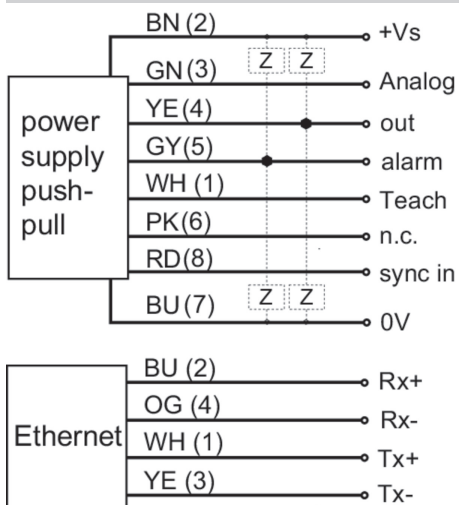 BN (2) +Vs
Z Z
GN (3) Analog
YE (4) out
GY(5) alarm
WH (1) Teach
PK(6) n.c.
RD(8) sync in
Z Z
BU (7) 0V
power
supply
push-
pull
BU (2) Rx+
OG (4) Rx-
Ethernet
WH (1) Tx+
YE (3) Tx-